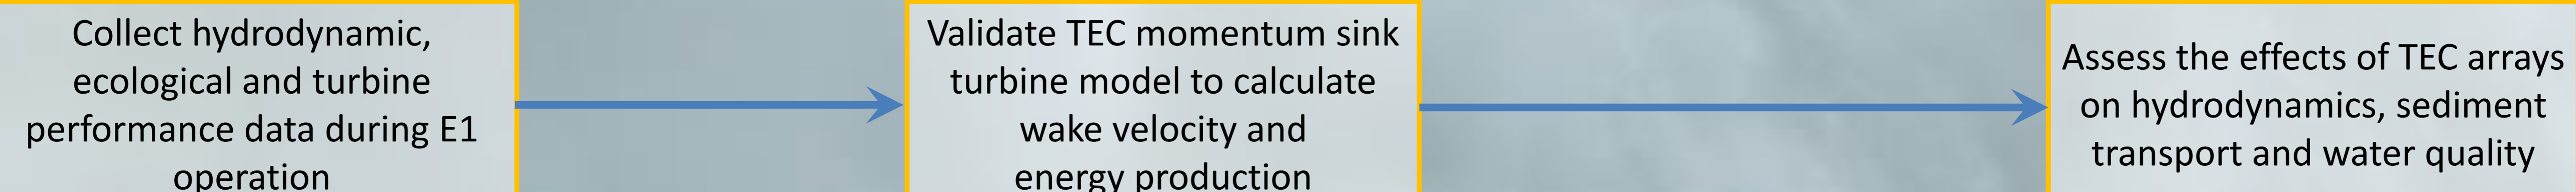 Collect hydrodynamic,
ecological and turbine
performance data during E1
operation
Validate TEC momentum sink
turbine model to calculate
wake velocity and
energy production
Assess the effects of TEC arrays
on hydrodynamics, sediment
transport and water quality